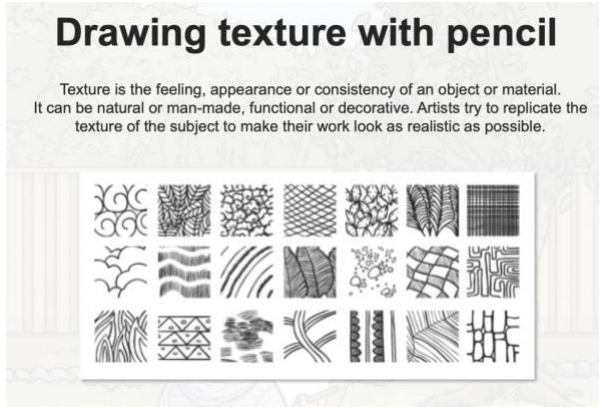 Drawing texture with pencil
Texture is the feeling, appearance or consistency of an object or material.
It can be natural or man-made, functional or decorative. Artists try to replicate the
texture of the subject to make their work look as realistic as possible.